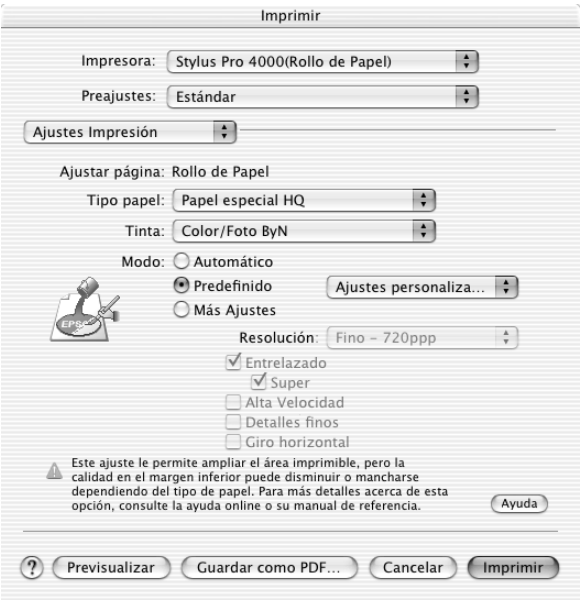 Imprimir
Impresora: Stylus Pro 4000(Rollo de Papel)
Preajustes: Estándar
Ajustes Impresión
Ajustar página: Rollo de Papel
Tipo papel: Papel especial HQ
Tinta: Color/Foto ByN
Modo: Automático
Predefinido Ajustes personaliza...
Más Ajustes
EPSO
Resolución: Fino - 720ppp
Entrelazado
Super
Alta Velocidad
Detalles finos
Giro horizontal
Este ajuste le permite ampliar el área imprimible, pero la
calidad en el margen inferior puede disminuir o mancharse
dependiendo del tipo de papel. Para más detalles acerca de esta
opción, consulte la ayuda online o su manual de referencia.
Ayuda
? Previsualizar Guardar como PDF... Cancelar Imprimir